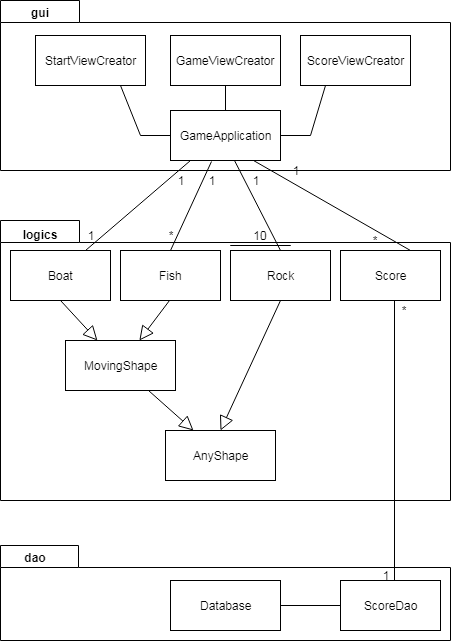 gui
StartViewCreator
GameViewCreator
ScoreViewCreator
GameApplication
1
1
1
1
logics
1
*
10
*
Boat
Fish
Rock
Score
*
MovingShape
AnyShape
dao
1
Database
ScoreDao